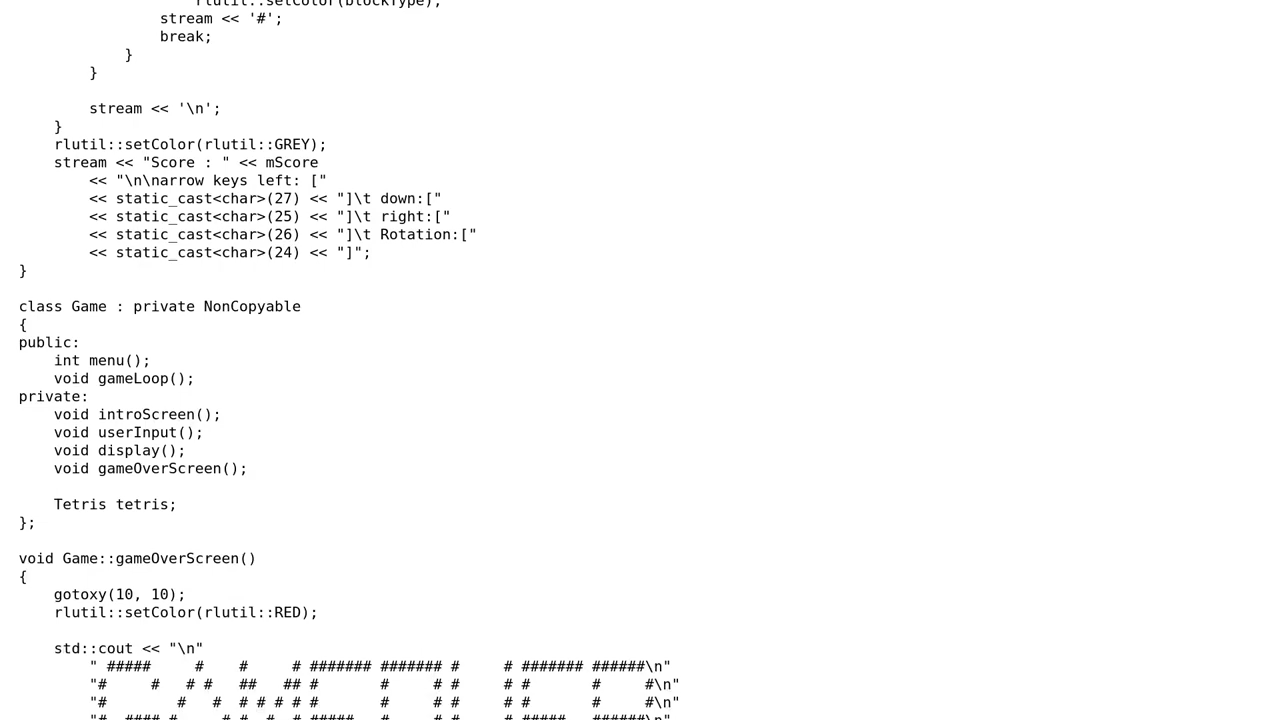 rlutil::setColor(blockType);
                stream << '#';
                break;
            }
        }

        stream << '\n';
    }
    rlutil::setColor(rlutil::GREY);
    stream << "Score : " << mScore
        << "\n\narrow keys left: ["
        << static_cast<char>(27) << "]\t down:["
        << static_cast<char>(25) << "]\t right:["
        << static_cast<char>(26) << "]\t Rotation:["
        << static_cast<char>(24) << "]";
}

class Game : private NonCopyable
{
public:
    int menu();
    void gameLoop();
private:
    void introScreen();
    void userInput();
    void display();
    void gameOverScreen();

    Tetris tetris;
};

void Game::gameOverScreen()
{
    gotoxy(10, 10);
    rlutil::setColor(rlutil::RED);

    std::cout << "\n"
        " #####     #    #     # ####### ####### #     # ####### ######\n"
        "#     #   # #   ##   ## #       #     # #     # #       #     #\n"
        "#        #   #  # # # # #       #     # #     # #       #     #\n"
        "#  #### #     # #  #  # #####   #     # #     # #####   ######\n"